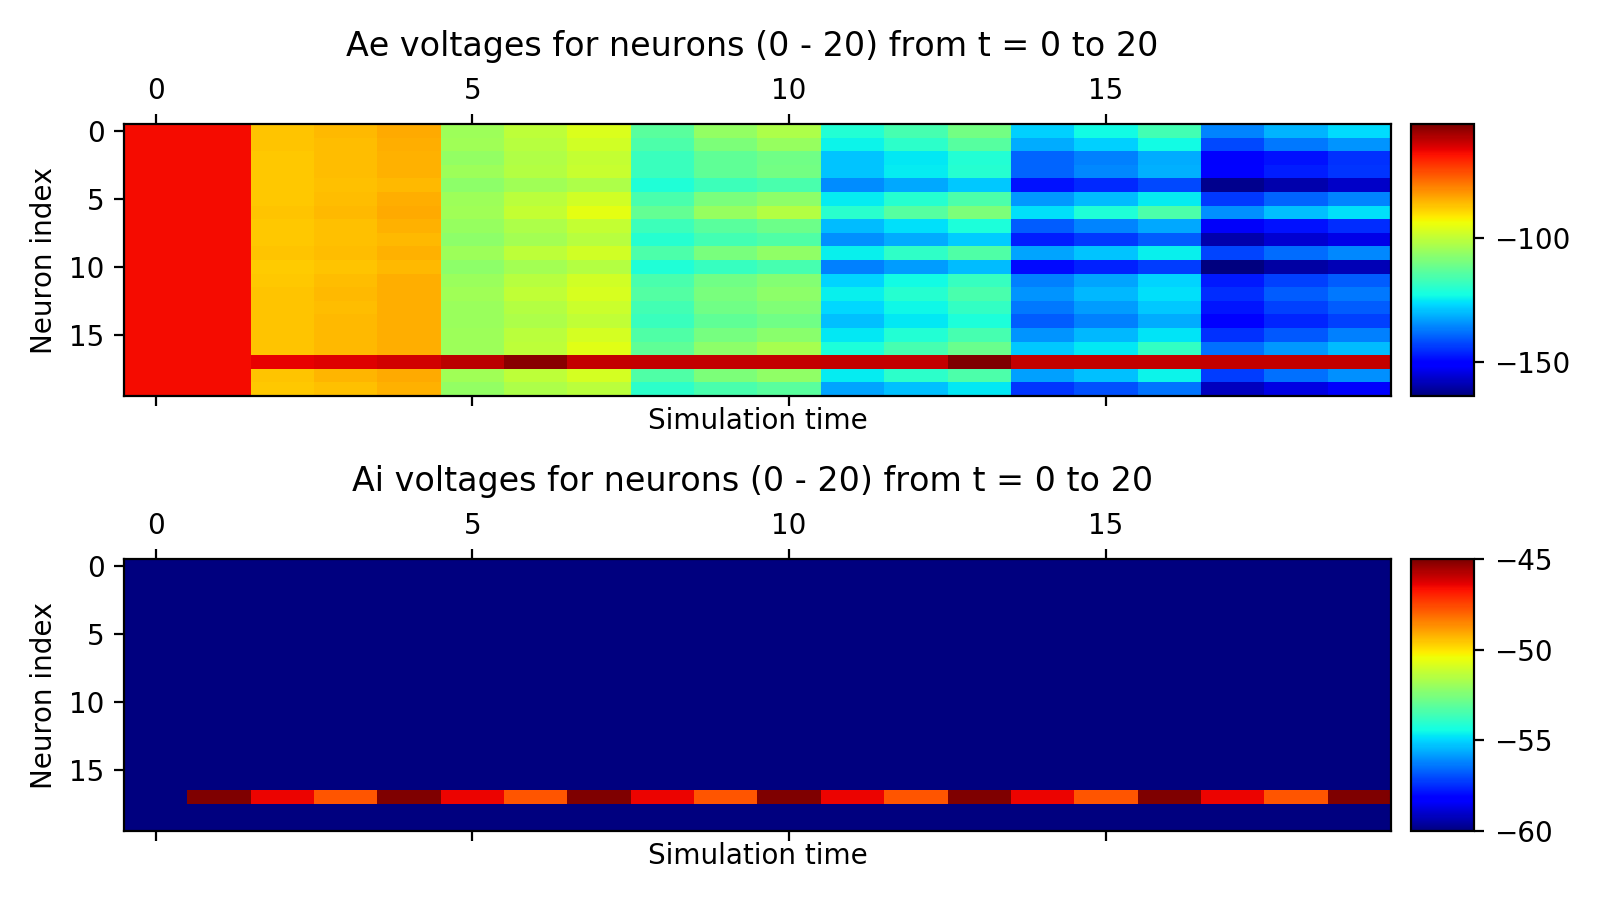 Ae voltages for neurons (0 - 20) from t = 0 to 20
0 5 10 15
Neuron index
0
5
10
15
−100
−150
Simulation time
Ai voltages for neurons (0 - 20) from t = 0 to 20
0 5 10 15
Neuron index
0
5
10
15
−45
−50
−55
−60
Simulation time